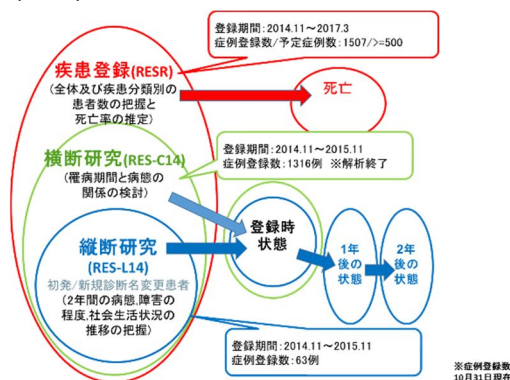 登録期間:2014.11～2017.3
症例登録数/予定症例数:1507/>=500
疾患登録(RESR)
(全体及び疾患分類別の
患者数の把握と
死亡率の推定)
死亡
横断研究(RES-C14)
(罹病期間と病態の
関係の検討)
登録期間:2014.11～2015.11
症例登録数:1316例 ※解析終了
登録時
状態
縦断研究
(RES-L14)
初発/新規診断名変更患者
(2年間の病態,障害の
程度,社会生活状況の
推移の把握)
1年
後の
状態
2年
後の
状態
登録期間:2014.11～2015.11
症例登録数:63例
※症例登録数
10月31日現在